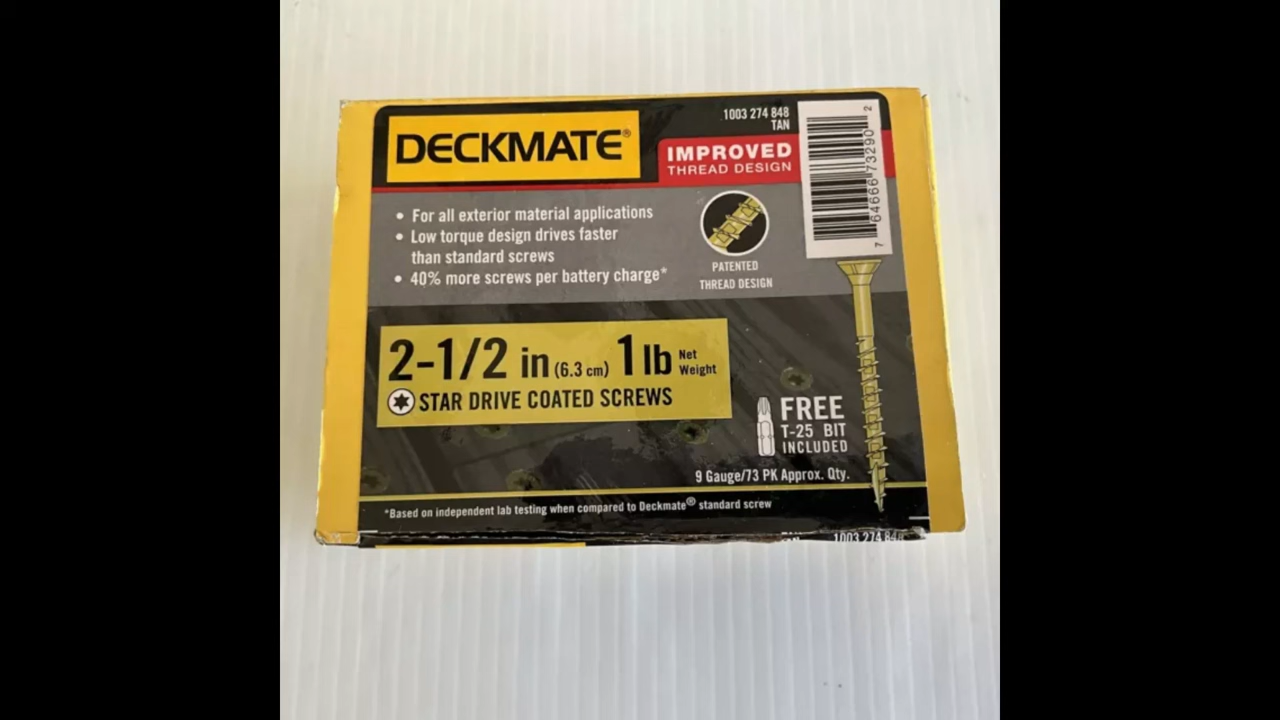 DECKMATE®
1003 274 848
TAN
IMPROVED
THREAD DESIGN
7 64666 73290 2
• For all exterior material applications
• Low torque design drives faster
than standard screws
• 40% more screws per battery charge*
PATENTED
THREAD DESIGN
2-1/2 in (6.3 cm) 1 lb Net Weight
STAR DRIVE COATED SCREWS
FREE
T-25 BIT
INCLUDED
9 Gauge/73 PK Approx. Qty.
*Based on independent lab testing when compared to Deckmate® standard screw
1003 274 848